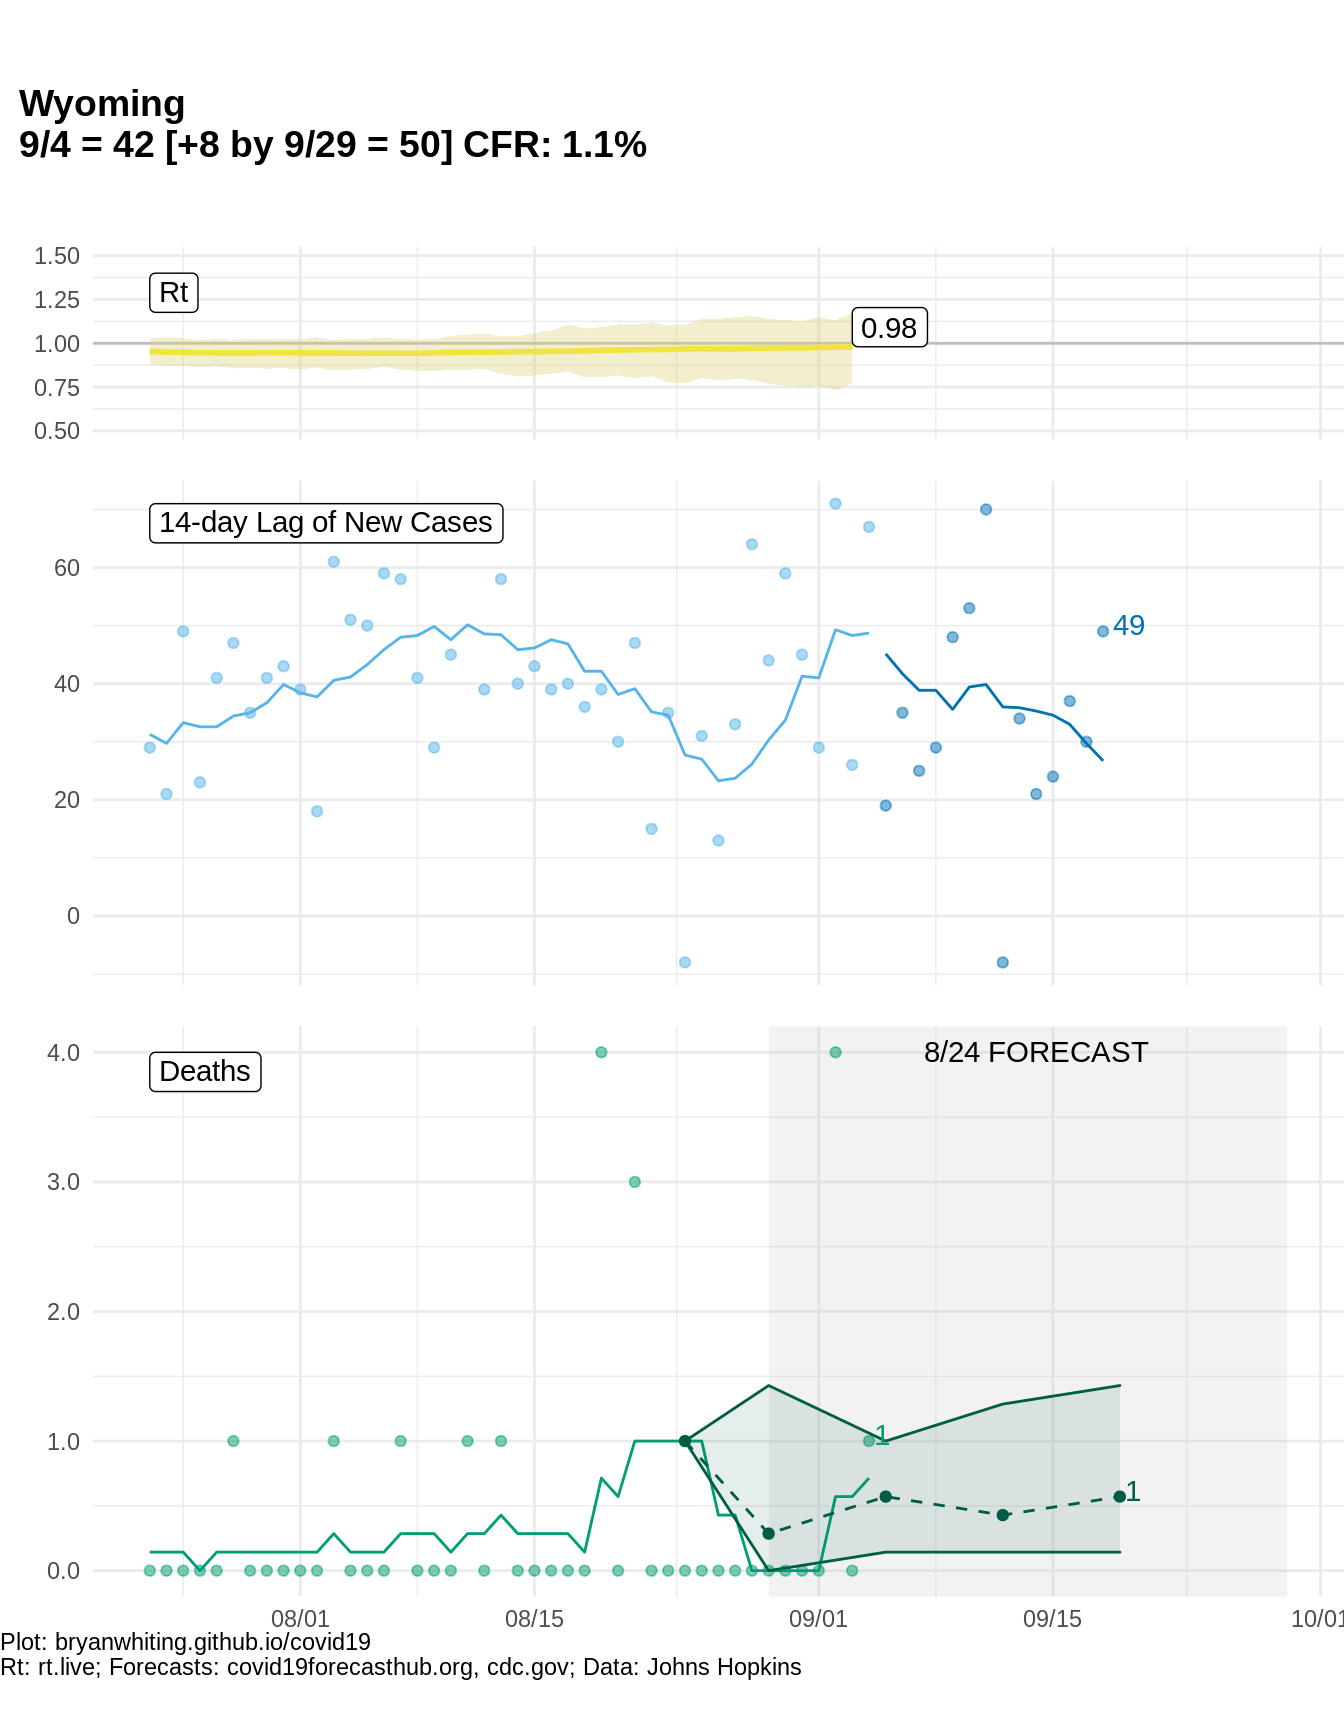 Wyoming
9/4 = 42 [+8 by 9/29 = 50] CFR: 1.1%
1.50
1.25
1.00
0.75
0.50
Rt
0.98
14-day Lag of New Cases
60
40
20
0
49
4.0
3.0
2.0
1.0
0.0
Deaths
8/24 FORECAST
1
1
08/01
08/15
09/01
09/15
10/01
Plot: bryanwhiting.github.io/covid19
Rt: rt.live; Forecasts: covid19forecasthub.org, cdc.gov; Data: Johns Hopkins